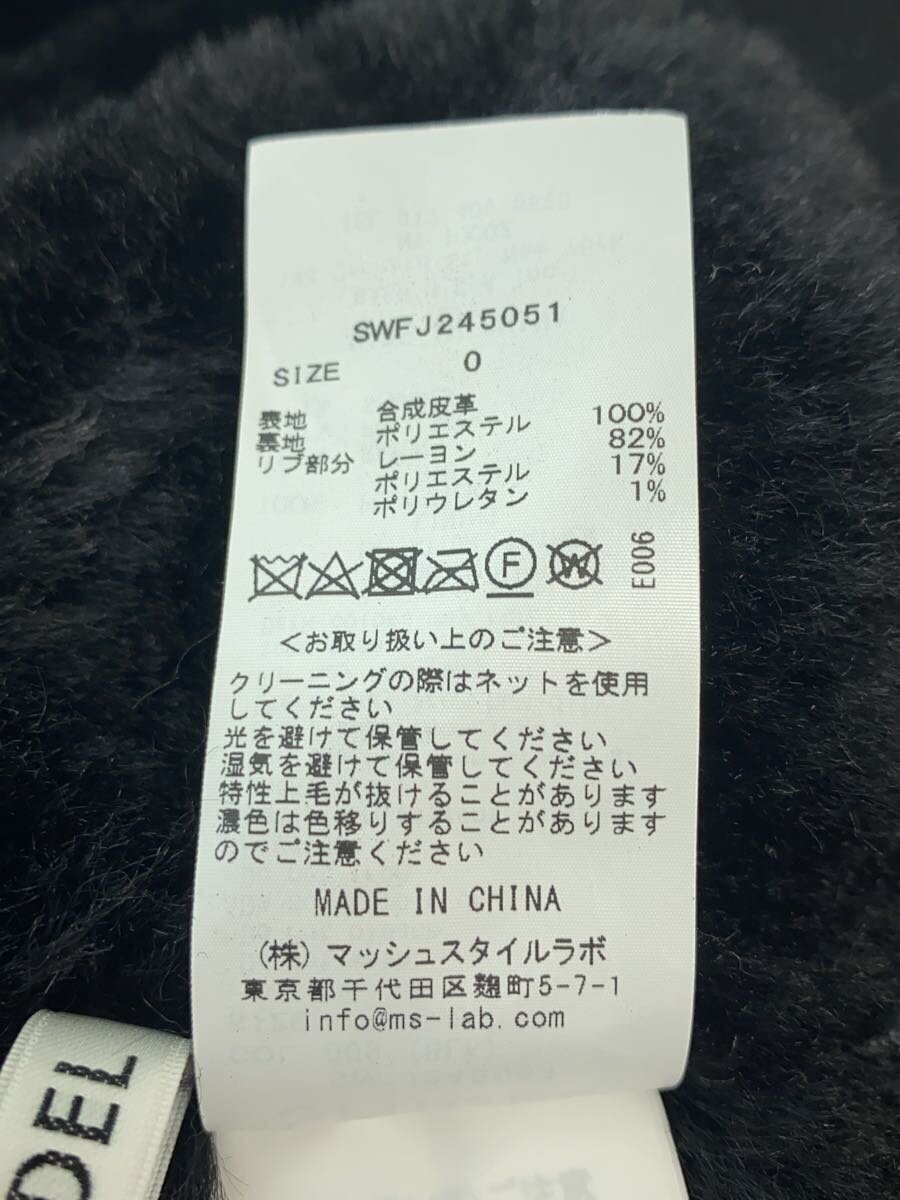 SWFJ245051
SIZE 0
表地 合成皮革 100%
裏地 ポリエステル 82%
リブ部分 レーヨン 17%
ポリエステル 1%
ポリウレタン
F W E006
<お取り扱い上のご注意>
クリーニングの際はネットを使用
してください
光を避けて保管してください
湿気を避けて保管してください
特性上毛が抜けることがあります
濃色は色移りすることがあります
のでご注意ください
MADE IN CHINA
(株)マッシュスタイルラボ
東京都千代田区麹町5-7-1
info@ms-lab.com
DEL